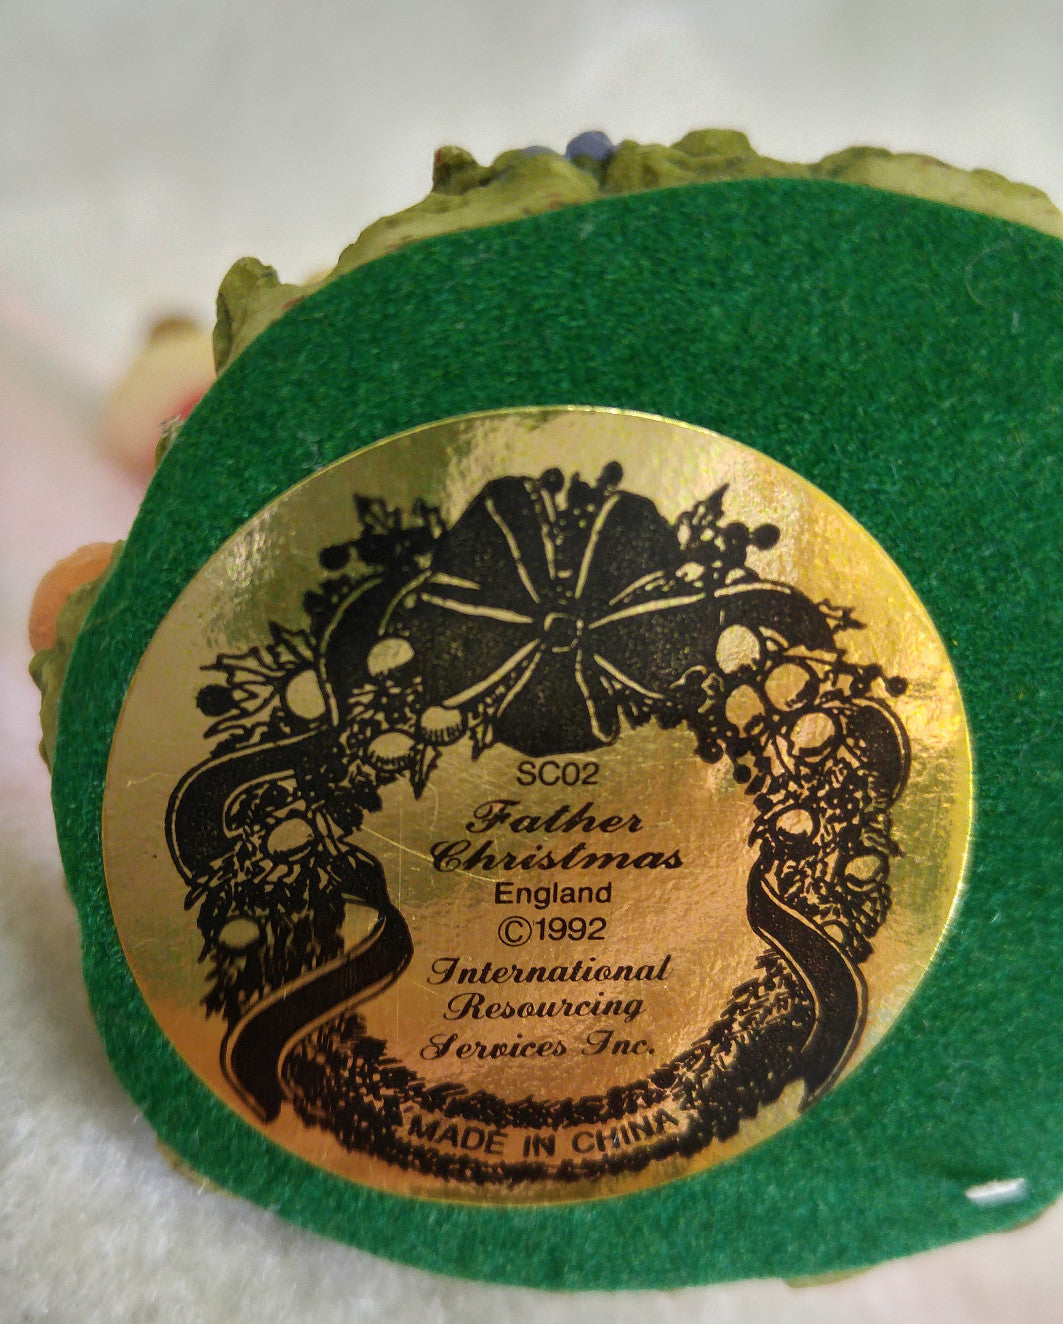 SC02
Father
Christmas
England
©1992
International
Resourcing
Services Inc.
MADE IN CHINA